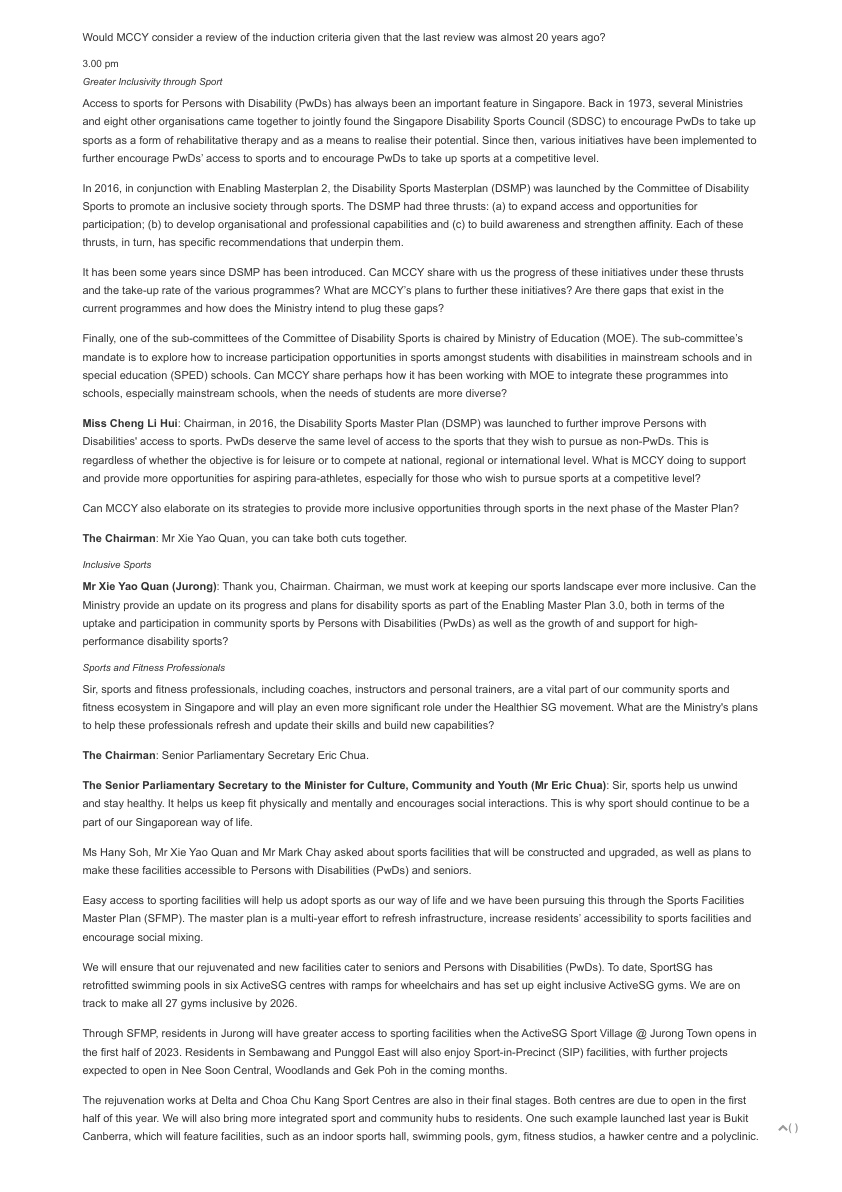 Would MCCY consider a review of the induction criteria given that the last review was almost 20 years ago?
3.00 pm
Greater Inclusivity through Sport
Access to sports for Persons with Disability (PwDs) has always been an important feature in Singapore. Back in 1973, several Ministries
and eight other organisations came together to jointly found the Singapore Disability Sports Council (SDSC) to encourage PwDs to take up
sports as a form of rehabilitative therapy and as a means to realise their potential. Since then, various initiatives have been implemented to
further encourage PwDs’ access to sports and to encourage PwDs to take up sports at a competitive level.
In 2016, in conjunction with Enabling Masterplan 2, the Disability Sports Masterplan (DSMP) was launched by the Committee of Disability
Sports to promote an inclusive society through sports. The DSMP had three thrusts: (a) to expand access and opportunities for
participation; (b) to develop organisational and professional capabilities and (c) to build awareness and strengthen affinity. Each of these
thrusts, in turn, has specific recommendations that underpin them.
It has been some years since DSMP has been introduced. Can MCCY share with us the progress of these initiatives under these thrusts
and the take-up rate of the various programmes? What are MCCY’s plans to further these initiatives? Are there gaps that exist in the
current programmes and how does the Ministry intend to plug these gaps?
Finally, one of the sub-committees of the Committee of Disability Sports is chaired by Ministry of Education (MOE). The sub-committee’s
mandate is to explore how to increase participation opportunities in sports amongst students with disabilities in mainstream schools and in
special education (SPED) schools. Can MCCY share perhaps how it has been working with MOE to integrate these programmes into
schools, especially mainstream schools, when the needs of students are more diverse?
Miss Cheng Li Hui: Chairman, in 2016, the Disability Sports Master Plan (DSMP) was launched to further improve Persons with
Disabilities' access to sports. PwDs deserve the same level of access to the sports that they wish to pursue as non-PwDs. This is
regardless of whether the objective is for leisure or to compete at national, regional or international level. What is MCCY doing to support
and provide more opportunities for aspiring para-athletes, especially for those who wish to pursue sports at a competitive level?
Can MCCY also elaborate on its strategies to provide more inclusive opportunities through sports in the next phase of the Master Plan?
The Chairman: Mr Xie Yao Quan, you can take both cuts together.
Inclusive Sports
Mr Xie Yao Quan (Jurong): Thank you, Chairman. Chairman, we must work at keeping our sports landscape ever more inclusive. Can the
Ministry provide an update on its progress and plans for disability sports as part of the Enabling Master Plan 3.0, both in terms of the
uptake and participation in community sports by Persons with Disabilities (PwDs) as well as the growth of and support for high-
performance disability sports?
Sports and Fitness Professionals
Sir, sports and fitness professionals, including coaches, instructors and personal trainers, are a vital part of our community sports and
fitness ecosystem in Singapore and will play an even more significant role under the Healthier SG movement. What are the Ministry's plans
to help these professionals refresh and update their skills and build new capabilities?
The Chairman: Senior Parliamentary Secretary Eric Chua.
The Senior Parliamentary Secretary to the Minister for Culture, Community and Youth (Mr Eric Chua): Sir, sports help us unwind
and stay healthy. It helps us keep fit physically and mentally and encourages social interactions. This is why sport should continue to be a
part of our Singaporean way of life.
Ms Hany Soh, Mr Xie Yao Quan and Mr Mark Chay asked about sports facilities that will be constructed and upgraded, as well as plans to
make these facilities accessible to Persons with Disabilities (PwDs) and seniors.
Easy access to sporting facilities will help us adopt sports as our way of life and we have been pursuing this through the Sports Facilities
Master Plan (SFMP). The master plan is a multi-year effort to refresh infrastructure, increase residents’ accessibility to sports facilities and
encourage social mixing.
We will ensure that our rejuvenated and new facilities cater to seniors and Persons with Disabilities (PwDs). To date, SportSG has
retrofitted swimming pools in six ActiveSG centres with ramps for wheelchairs and has set up eight inclusive ActiveSG gyms. We are on
track to make all 27 gyms inclusive by 2026.
Through SFMP, residents in Jurong will have greater access to sporting facilities when the ActiveSG Sport Village @ Jurong Town opens in
the first half of 2023. Residents in Sembawang and Punggol East will also enjoy Sport-in-Precinct (SIP) facilities, with further projects
expected to open in Nee Soon Central, Woodlands and Gek Poh in the coming months.
The rejuvenation works at Delta and Choa Chu Kang Sport Centres are also in their final stages. Both centres are due to open in the first
half of this year. We will also bring more integrated sport and community hubs to residents. One such example launched last year is Bukit
Canberra, which will feature facilities, such as an indoor sports hall, swimming pools, gym, fitness studios, a hawker centre and a polyclinic.
( )